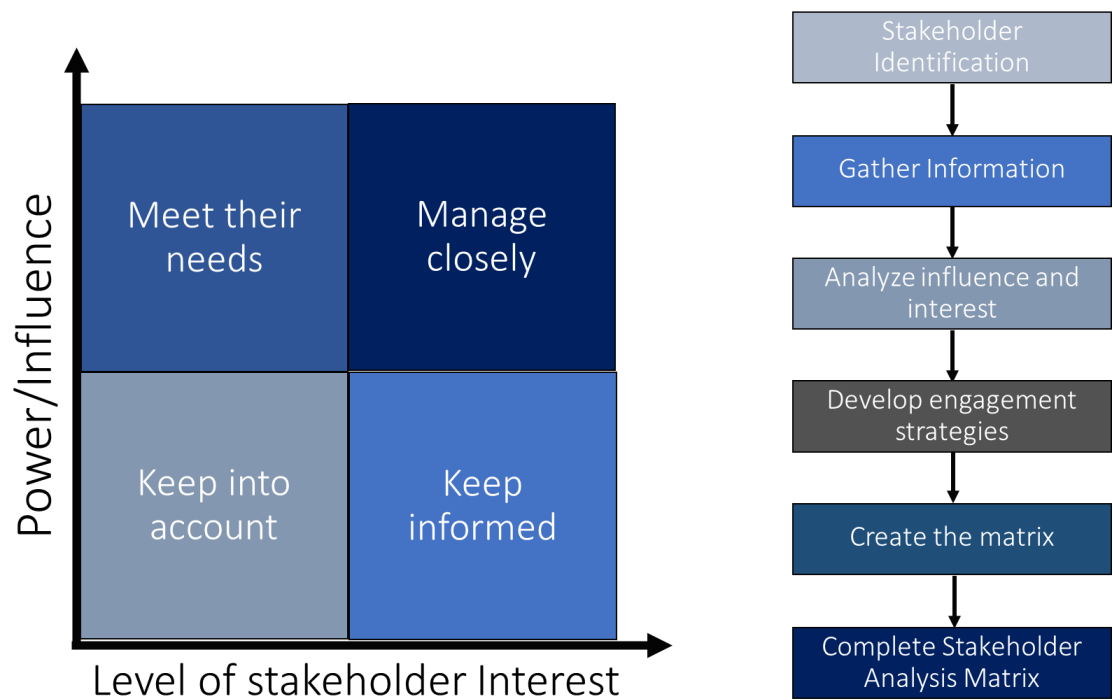 Power/Influence
Meet their
needs
Manage
closely
Keep into
account
Keep
informed
Level of stakeholder Interest
Stakeholder
Identification
Gather Information
Analyze influence and
interest
Develop engagement
strategies
Create the matrix
Complete Stakeholder
Analysis Matrix